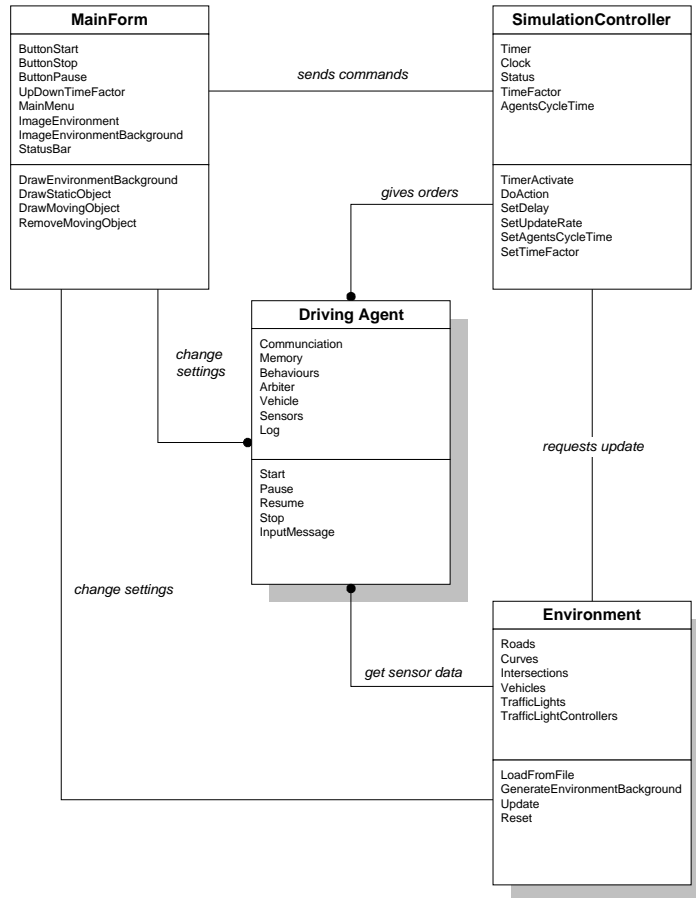 MainForm
ButtonStart
ButtonStop
ButtonPause
UpDownTimeFactor
MainMenu
ImageEnvironment
ImageEnvironmentBackground
StatusBar
DrawEnvironmentBackground
DrawStaticObject
DrawMovingObject
RemoveMovingObject
sends commands
SimulationController
Timer
Clock
Status
TimeFactor
AgentsCycleTime
TimerActivate
DoAction
SetDelay
SetUpdateRate
SetAgentsCycleTime
SetTimeFactor
gives orders
change
settings
Driving Agent
Communciation
Memory
Behaviours
Arbiter
Vehicle
Sensors
Log
Start
Pause
Resume
Stop
InputMessage
requests update
change settings
get sensor data
Environment
Roads
Curves
Intersections
Vehicles
TrafficLights
TrafficLightControllers
LoadFromFile
GenerateEnvironmentBackground
Update
Reset